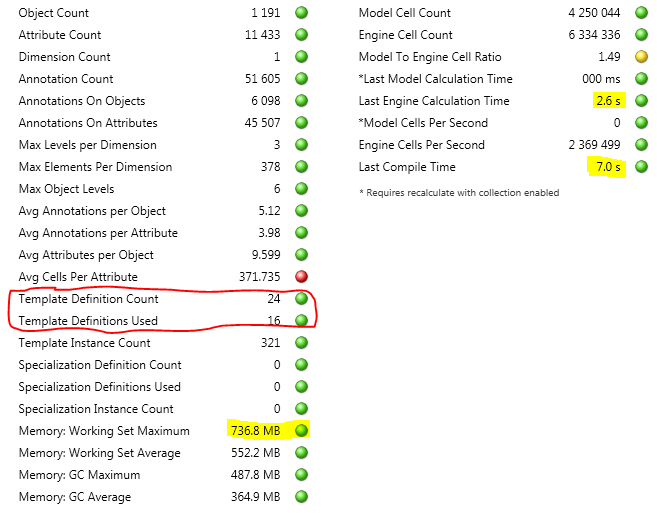 Object Count 1 191
Attribute Count 11 433
Dimension Count 1
Annotation Count 51 605
Annotations On Objects 6 098
Annotations On Attributes 45 507
Max Levels per Dimension 3
Max Elements Per Dimension 378
Max Object Levels 6
Avg Annotations per Object 5.12
Avg Annotations per Attribute 3.98
Avg Attributes per Object 9.599
Avg Cells Per Attribute 371.735
Template Definition Count 24
Template Definitions Used 16
Template Instance Count 321
Specialization Definition Count 0
Specialization Definitions Used 0
Specialization Instance Count 0
Memory: Working Set Maximum 736.8 MB
Memory: Working Set Average 552.2 MB
Memory: GC Maximum 487.8 MB
Memory: GC Average 364.9 MB
Model Cell Count 4 250 044
Engine Cell Count 6 334 336
Model To Engine Cell Ratio 1.49
*Last Model Calculation Time 000 ms
Last Engine Calculation Time 2.6 s
*Model Cells Per Second 0
Engine Cells Per Second 2 369 499
Last Compile Time 7.0 s
* Requires recalculate with collection enabled